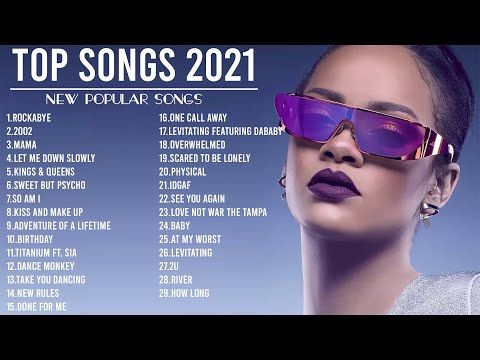 TOP SONGS 2021
NEW POPULAR SONGS
1.ROCKABYE
2.2002
3.MAMA
4.LET ME DOWN SLOWLY
5.KINGS & QUEENS
6.SWEET BUT PSYCHO
7.SO AM I
8.KISS AND MAKE UP
9.ADVENTURE OF A LIFETIME
10.BIRTHDAY
11.TITANIUM FT. SIA
12.DANCE MONKEY
13.TAKE YOU DANCING
14.NEW RULES
15.DONE FOR ME
16.ONE CALL AWAY
17.LEVITATING FEATURING DABABY
18.OVERWHELMED
19.SCARED TO BE LONELY
20.PHYSICAL
21.IDGAF
22.SEE YOU AGAIN
23.LOVE NOT WAR THE TAMPA
24.BABY
25.AT MY WORST
26.LEVITATING
27.2U
28.RIVER
29.HOW LONG